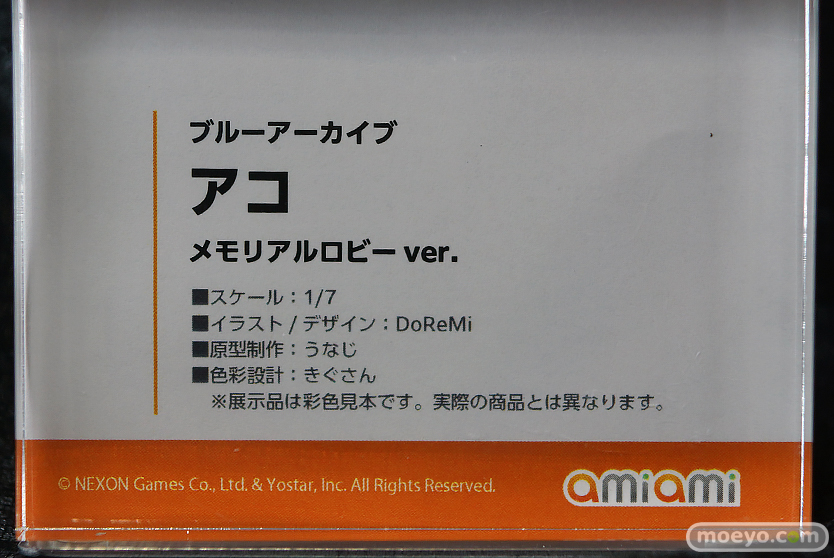 ブルーアーカイブ
アコ
メモリアルロビー ver.
■スケール：1/7
■イラスト / デザイン：DoReMi
■原型制作：うなじ
■色彩設計：きぐさん
※展示品は彩色見本です。実際の商品とは異なります。
© NEXON Games Co., Ltd. & Yostar, Inc. All Rights Reserved.
amiami
moeyo.com